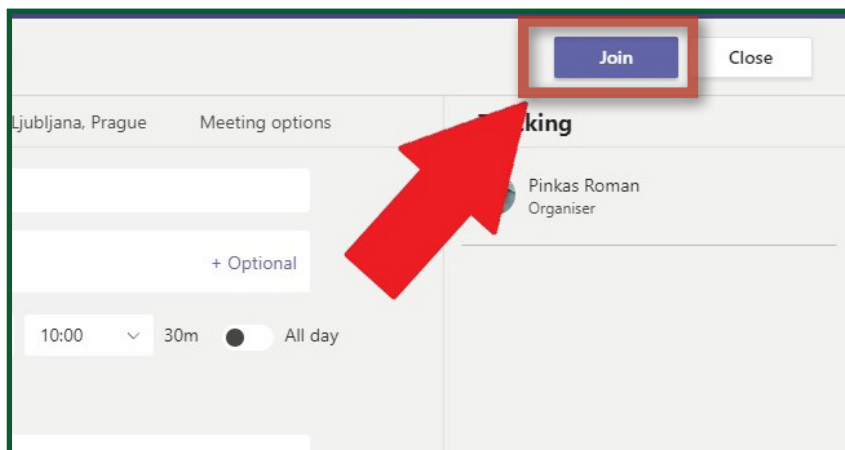 Join
Close
Ljubljana, Prague
Meeting options
Pinkas Roman
Organiser
+ Optional
10:00
30m
All day